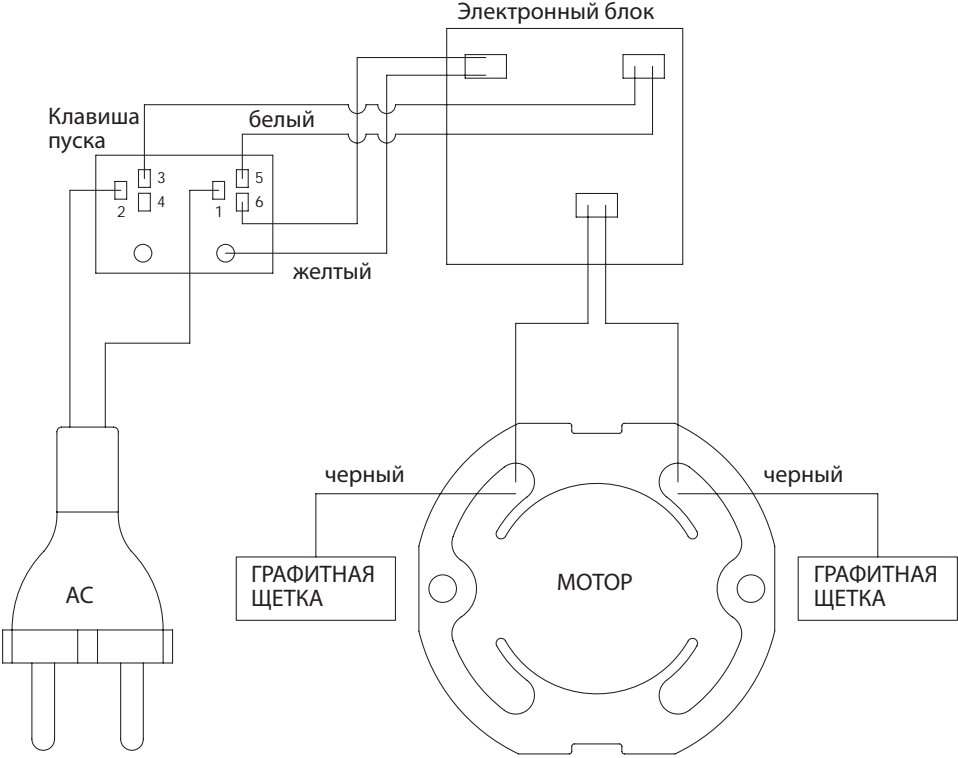 Электронный блок
Клавиша
пуска
белый
3
5
2
4
1
6
желтый
черный
черный
ГРАФИТНАЯ
ЩЕТКА
МОТОР
ГРАФИТНАЯ
ЩЕТКА
АС